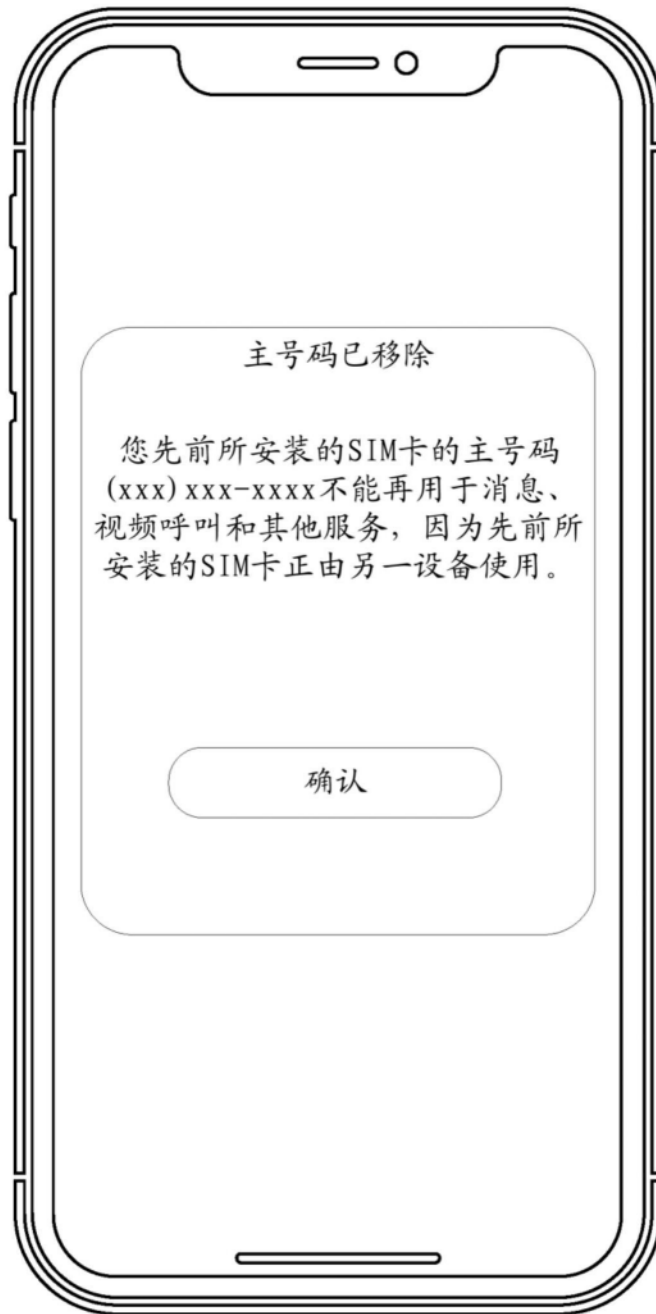 主号码已移除
您先前所安装的SIM卡的主号码
(xxx)xxx-xxxx不能再用于消息、
视频呼叫和其他服务，因为先前所
安装的SIM卡正由另一设备使用。
确认